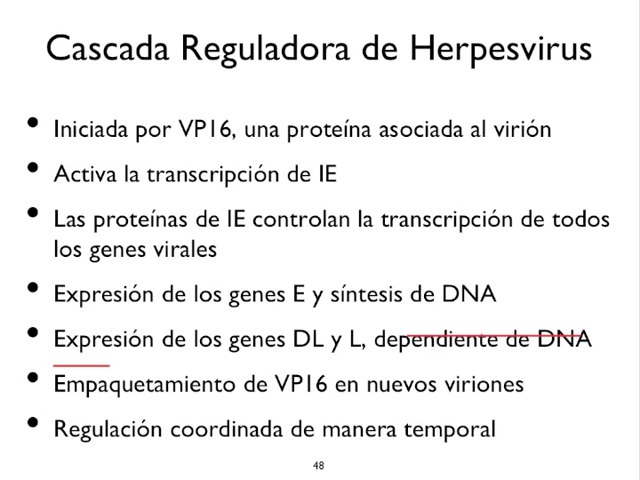 Cascada Reguladora de Herpesvirus
• Iniciada por VP16, una proteína asociada al virión
• Activa la transcripción de IE
• Las proteínas de IE controlan la transcripción de todos
los genes virales
• Expresión de los genes E y síntesis de DNA
• Expresión de los genes DL y L, dependiente de DNA
• Empaquetamiento de VP16 en nuevos viriones
• Regulación coordinada de manera temporal
48